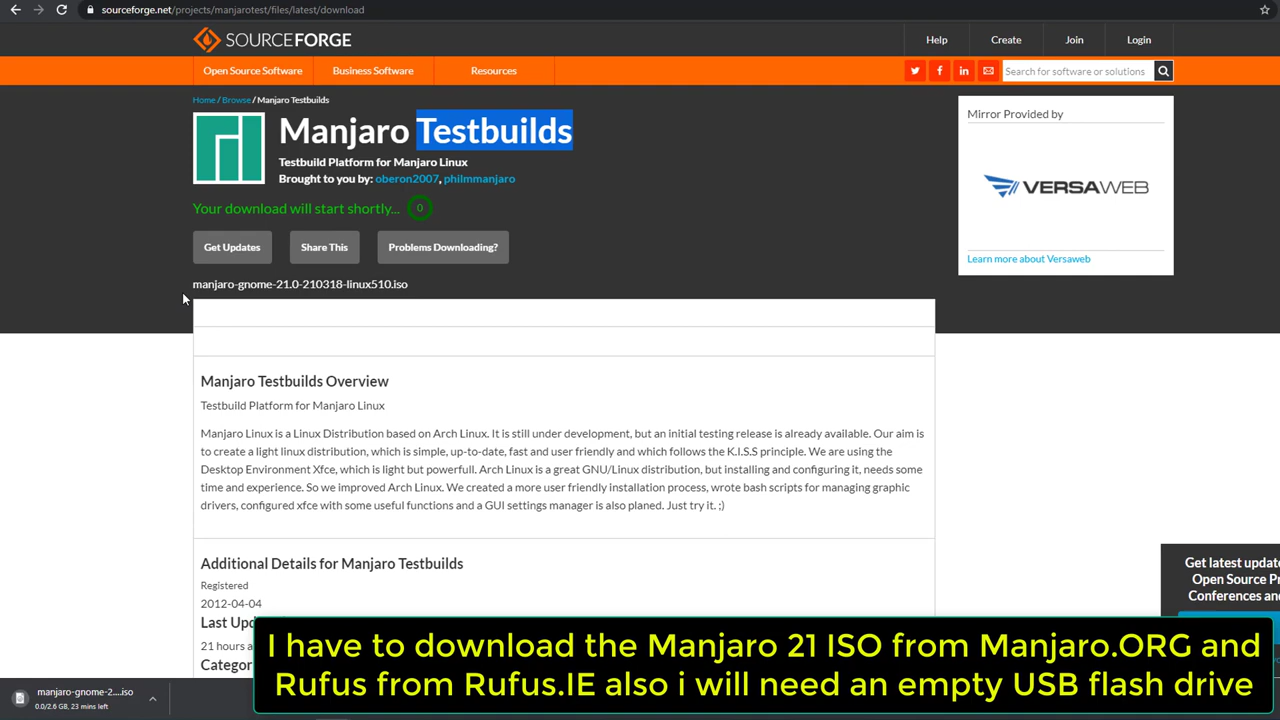 sourceforge.net/projects/manjarotest/files/latest/download
SOURCEFORGE
Help
Create
Join
Login
Open Source Software
Business Software
Resources
Search for software or solutions
Home / Browse / Manjaro Testbuilds
Manjaro Testbuilds
Testbuild Platform for Manjaro Linux
Brought to you by: oberon2007, philmmanjaro
Your download will start shortly... 0
Get Updates
Share This
Problems Downloading?
manjaro-gnome-21.0-210318-linux510.iso
Mirror Provided by
VERSAWEB
Learn more about Versaweb
Manjaro Testbuilds Overview
Testbuild Platform for Manjaro Linux
Manjaro Linux is a Linux Distribution based on Arch Linux. It is still under development, but an initial testing release is already available. Our aim is
to create a light linux distribution, which is simple, up-to-date, fast and user friendly and which follows the K.I.S.S principle. We are using the
Desktop Environment Xfce, which is light but powerful. Arch Linux is a great GNU/Linux distribution, but installing and configuring it, needs some
time and experience. So we improved Arch Linux. We created a more user friendly installation process, wrote bash scripts for managing graphic
drivers, configured xfce with some useful functions and a GUI settings manager is also planed. Just try it. ;)
Additional Details for Manjaro Testbuilds
Registered
2012-04-04
Last Upd
21 hours a
Categor
Get latest update
Open Source Pr
Conferences an
I have to download the Manjaro 21 ISO from Manjaro.ORG and
Rufus from Rufus.IE also i will need an empty USB flash drive
manjaro-gnome-2....iso
0.0/2.6 GB, 23 mins left